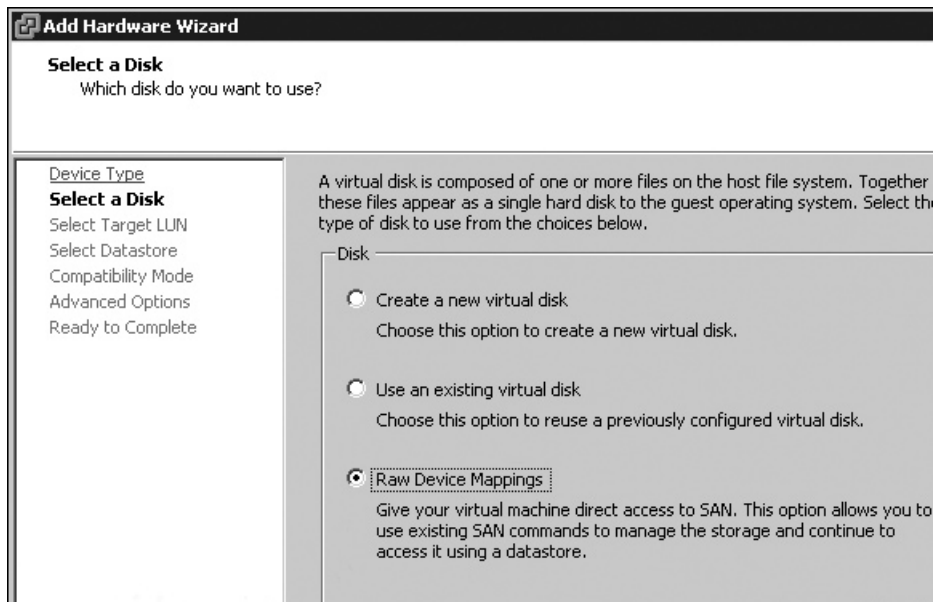 Add Hardware Wizard
Select a Disk
Which disk do you want to use?
Device Type
Select a Disk
Select Target LUN
Select Datastore
Compatibility Mode
Advanced Options
Ready to Complete
A virtual disk is composed of one or more files on the host file system. Together
these files appear as a single hard disk to the guest operating system. Select the
type of disk to use from the choices below.
Disk
Create a new virtual disk
Choose this option to create a new virtual disk.
Use an existing virtual disk
Choose this option to reuse a previously configured virtual disk.
Raw Device Mappings
Give your virtual machine direct access to SAN. This option allows you to
use existing SAN commands to manage the storage and continue to
access it using a datastore.